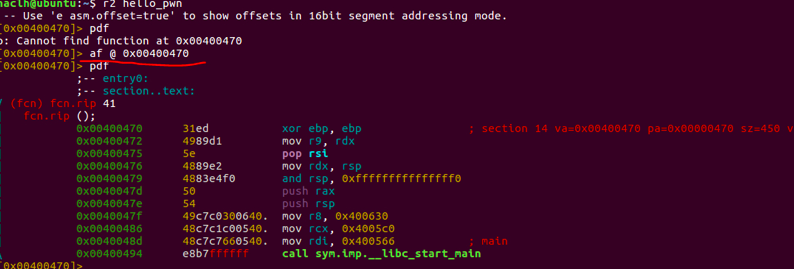 naclh@ubuntu:~$ r2 hello_pwn
-- Use 'e asm.offset=true' to show offsets in 16bit segment addressing mode.
[0x00400470]> pdf
p: Cannot find function at 0x00400470
[0x00400470]> af @ 0x00400470
[0x00400470]> pdf
;-- entry0:
;-- section..text:
/ (fcn) fcn.rip 41
| fcn.rip ();
| 0x00400470 31ed xor ebp, ebp ; section 14 va=0x00400470 pa=0x00000470 sz=450 v
| 0x00400472 4989d1 mov r9, rdx
| 0x00400475 5e pop rsi
| 0x00400476 4889e2 mov rdx, rsp
| 0x00400479 4883e4f0 and rsp, 0xfffffffffffffff0
| 0x0040047d 50 push rax
| 0x0040047e 54 push rsp
| 0x0040047f 49c7c0300640. mov r8, 0x400630
| 0x00400486 48c7c1c00540. mov rcx, 0x4005c0
| 0x0040048d 48c7c7660540. mov rdi, 0x400566 ; main
\ 0x00400494 e8b7ffffff call sym.imp.__libc_start_main
[0x00400470]>